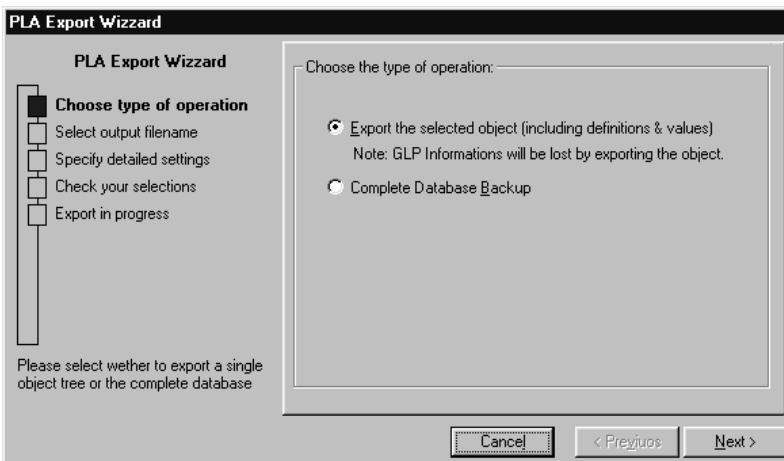 PLA Export Wizzard
PLA Export Wizzard
Choose type of operation
Select output filename
Specify detailed settings
Check your selections
Export in progress
Please select wether to export a single
object tree or the complete database
Choose the type of operation:
Export the selected object (including definitions & values)
Note: GLP Informations will be lost by exporting the object.
Complete Database Backup
Cancel
< Previuos
Next >